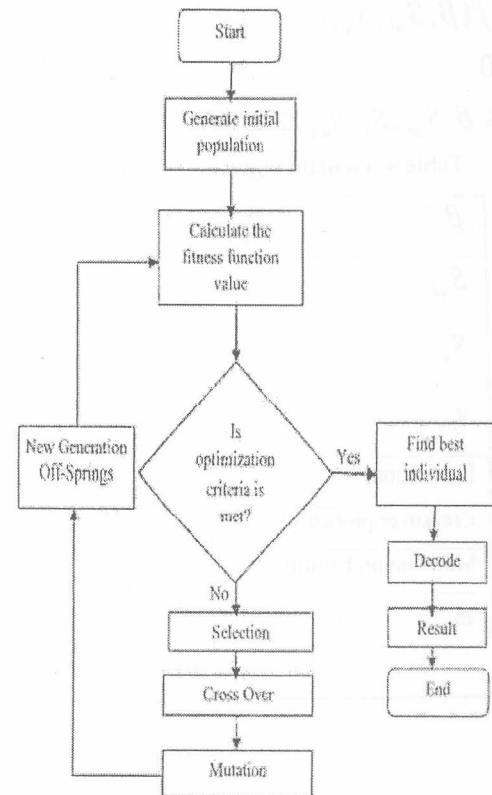 Start
Generate initial
population
Calculate the
fitness function
value
New Generation
Off-Springs
Is
optimization
criteria is
met?
Yes
Find best
individual
Decode
Result
End
No
Selection
Cross Over
Mutation